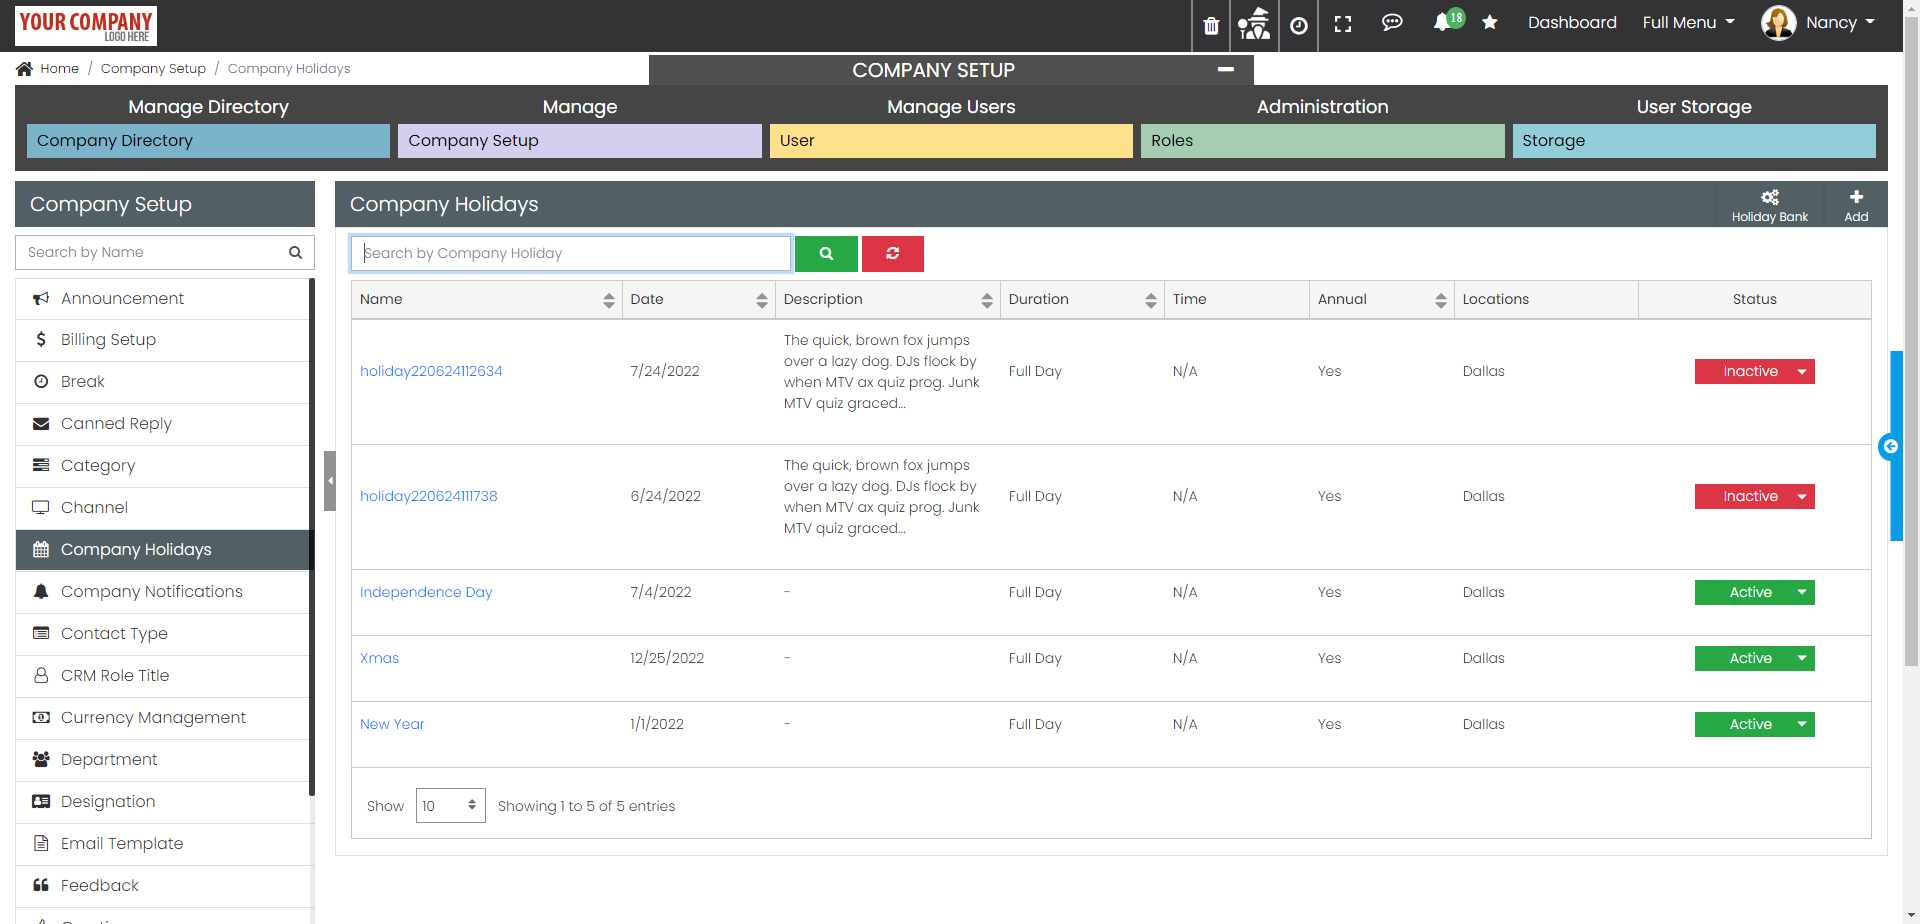 YOUR COMPANY
LOGO HERE
18
Dashboard
Full Menu
Nancy
Home / Company Setup / Company Holidays
COMPANY SETUP
Manage Directory
Manage
Manage Users
Administration
User Storage
Company Directory
Company Setup
User
Roles
Storage
Company Setup
Search by Name
Announcement
Billing Setup
Break
Canned Reply
Category
Channel
Company Holidays
Company Notifications
Contact Type
CRM Role Title
Currency Management
Department
Designation
Email Template
Feedback
Company Holidays
Holiday Bank
Add
Search by Company Holiday
Name Date Description Duration Time Annual Locations Status
holiday220624112634 7/24/2022
The quick, brown fox jumps
over a lazy dog. DJs flock by
when MTV ax quiz prog. Junk
MTV quiz graced...
Full Day N/A Yes Dallas Inactive
holiday220624111738 6/24/2022
The quick, brown fox jumps
over a lazy dog. DJs flock by
when MTV ax quiz prog. Junk
MTV quiz graced...
Full Day N/A Yes Dallas Inactive
Independence Day 7/4/2022 - Full Day N/A Yes Dallas Active
Xmas 12/25/2022 - Full Day N/A Yes Dallas Active
New Year 1/1/2022 - Full Day N/A Yes Dallas Active
Show 10 Showing 1 to 5 of 5 entries